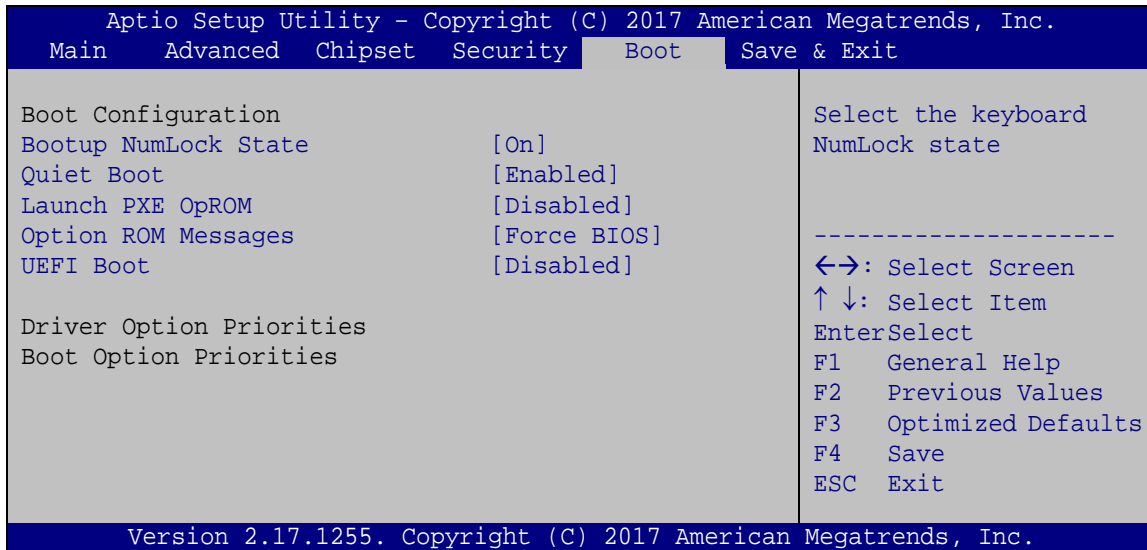 Aptio Setup Utility – Copyright (C) 2017 American Megatrends, Inc.
Main Advanced Chipset Security Boot Save & Exit
Boot Configuration
Bootup NumLock State [On]
Quiet Boot [Enabled]
Launch PXE OpROM [Disabled]
Option ROM Messages [Force BIOS]
UEFI Boot [Disabled]
Driver Option Priorities
Boot Option Priorities
Select the keyboard
NumLock state
---------------------
←→: Select Screen
↑ ↓: Select Item
EnterSelect
F1 General Help
F2 Previous Values
F3 Optimized Defaults
F4 Save
ESC Exit
Version 2.17.1255. Copyright (C) 2017 American Megatrends, Inc.